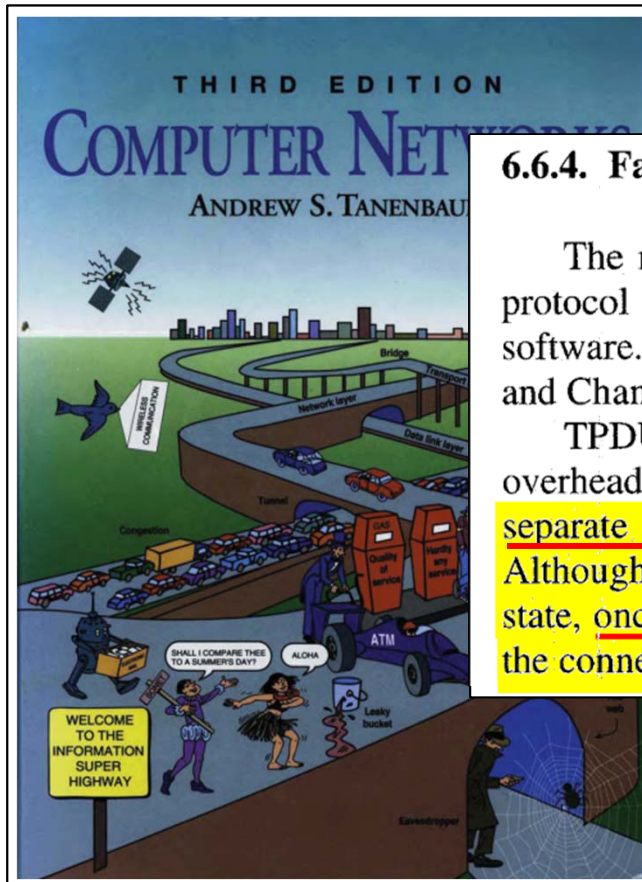 THIRD EDITION
COMPUTER NET
ANDREW S. TANENBAU
6.6.4. Fa
The
protocol
software.
and Chan
TPDU
overhead
separate
Although
state, onc
the conne
Bridge
Transport
Network layer
Data link layer
WIRELESS
COMMUNICATION
Tunnel
Congestion
GAS
Quality
of
service
Hardly
any
service
ATM
SHALL I COMPARE THEE
TO A SUMMER'S DAY?
ALOHA
Leaky
bucket
web
WELCOME
TO THE
INFORMATION
SUPER
HIGHWAY
Eavesdropper